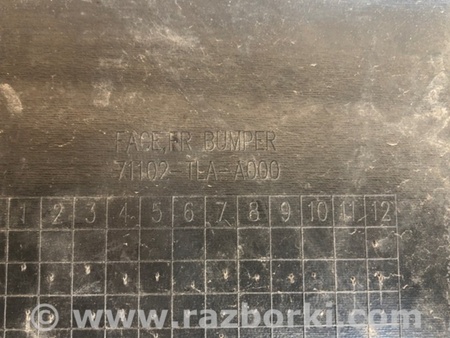 FACE,FR BUMPER
71102-TLA-A000
1 2 3 4 5 6 7 8 9 10 11 12
© www.razborki.com ®